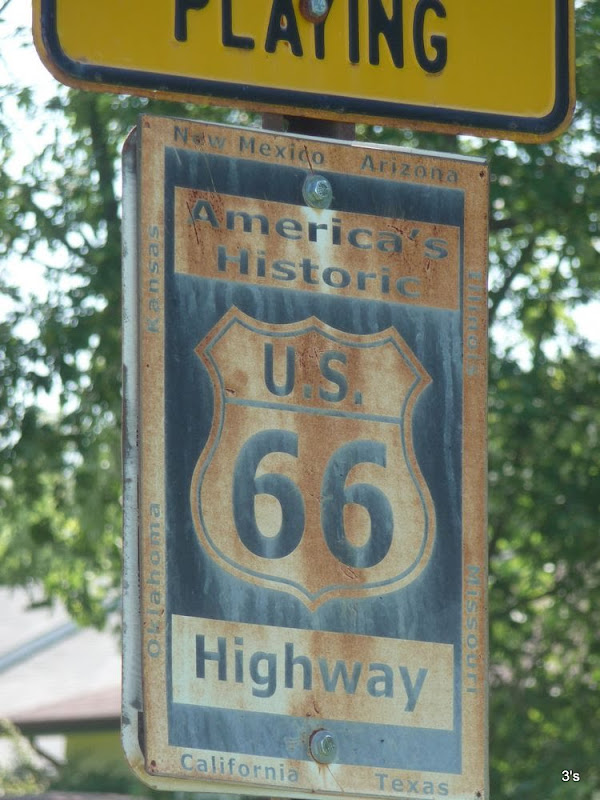 PLAYING
New Mexico Arizona
America's
Historic
Kansas
Illinois
U.S.
66
Oklahoma
Missouri
Highway
California Texas
3's